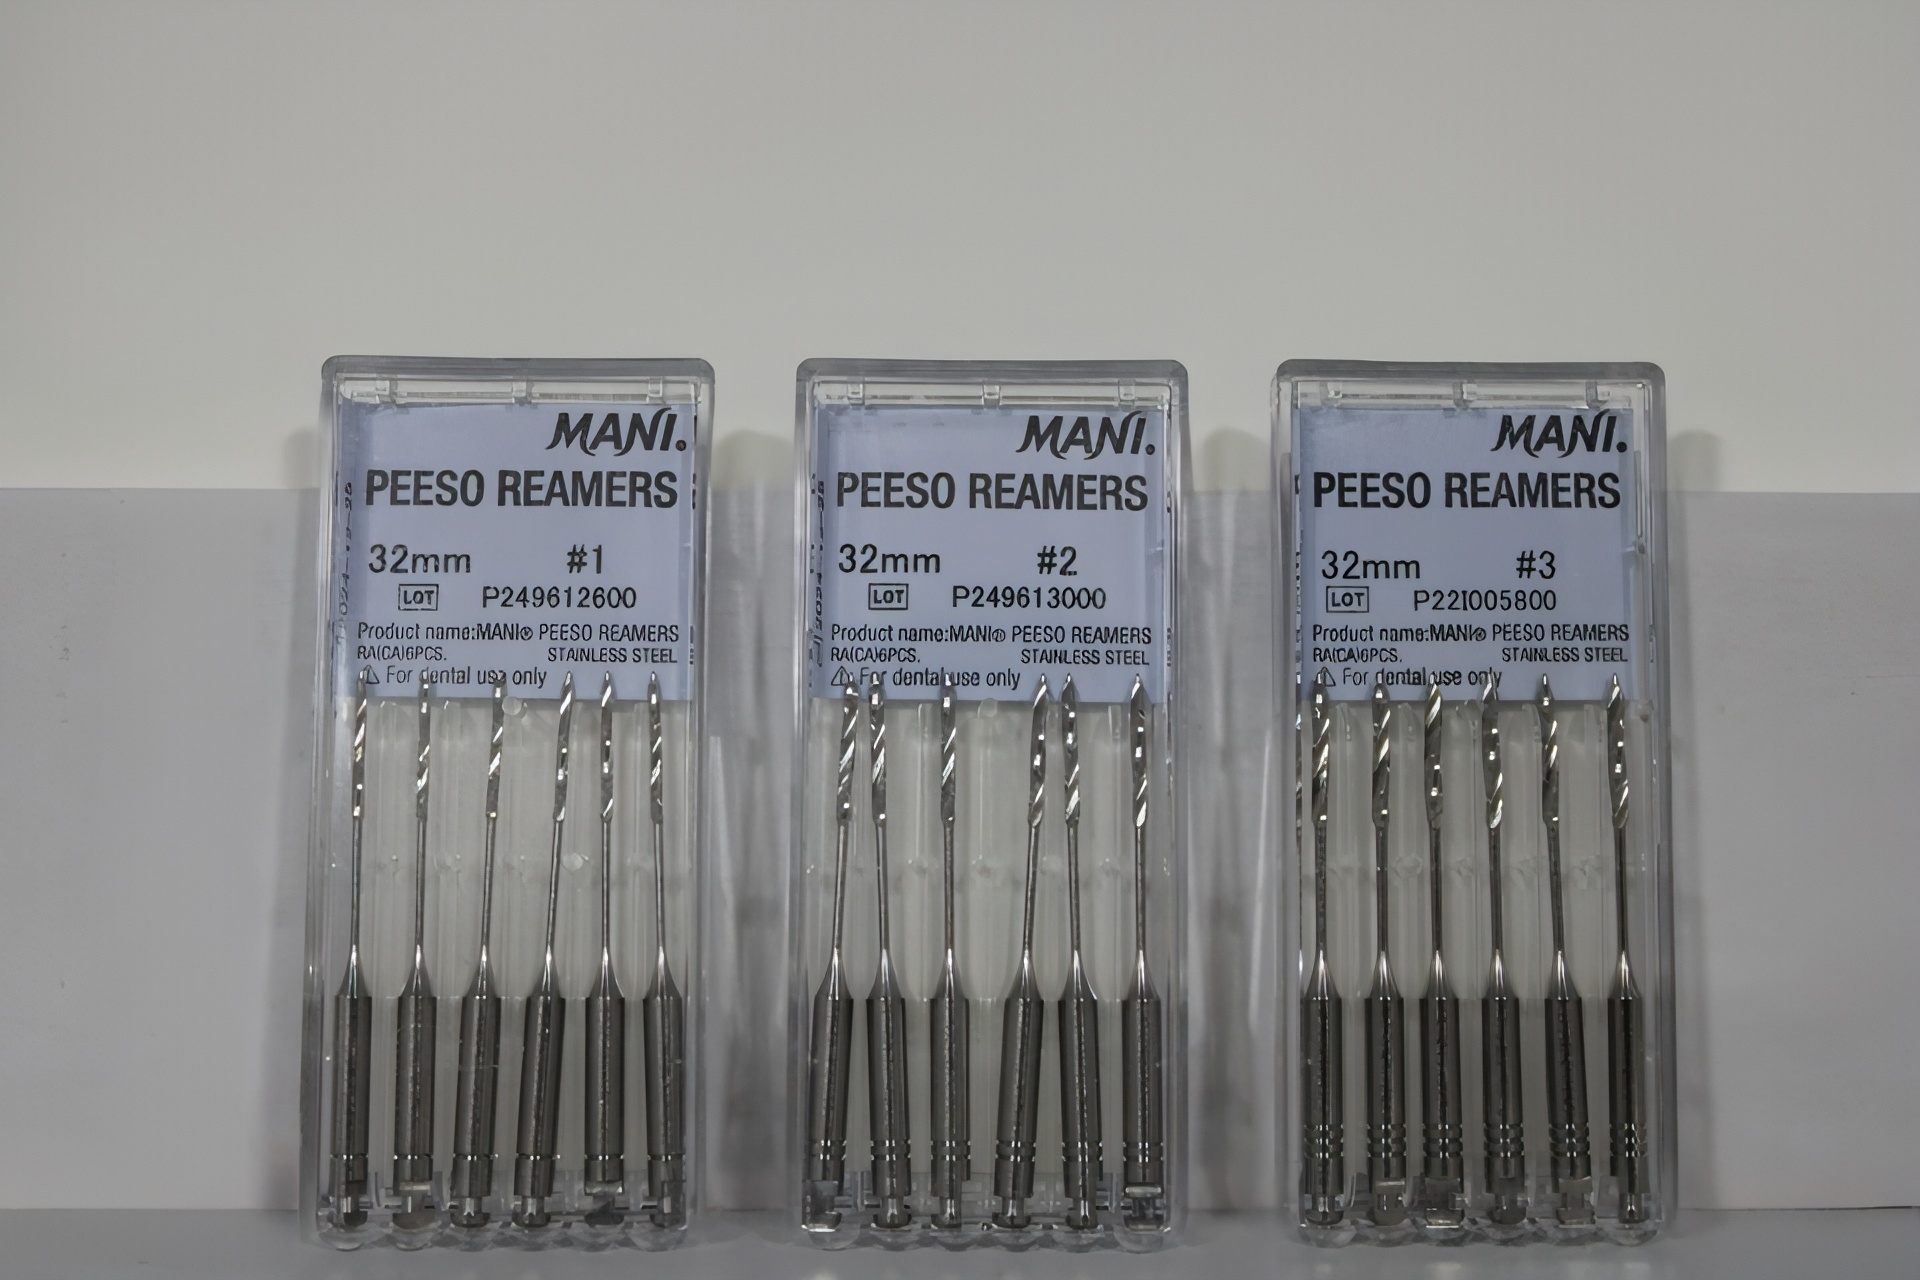 MANI.
PEESO REAMERS
32mm #1
LOT P249612600
Product name:MANI® PEESO REAMERS
RA(CA)6PCS. STAINLESS STEEL
For dental use only
MANI.
PEESO REAMERS
32mm #2
LOT P249613000
Product name:MANI® PEESO REAMERS
RA(CA)6PCS. STAINLESS STEEL
For dental use only
MANI.
PEESO REAMERS
32mm #3
LOT P22I005800
Product name:MANI® PEESO REAMERS
RA(CA)6PCS. STAINLESS STEEL
For dental use only